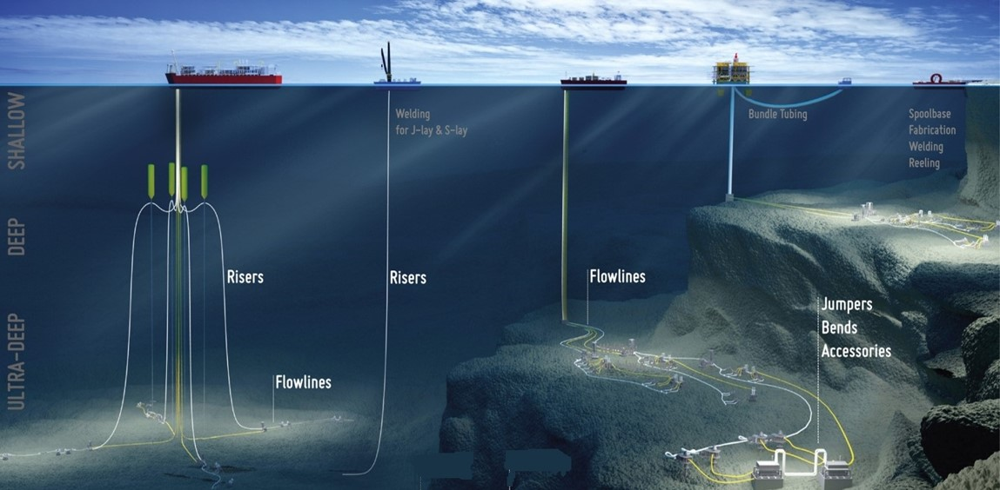 SHALLOW
DEEP
ULTRA-DEEP
Welding
for J-lay & S-lay
Bundle Tubing
Spoolbase
Fabrication
Welding
Reeling
Risers
Risers
Flowlines
Flowlines
Jumpers
Bends
Accessories